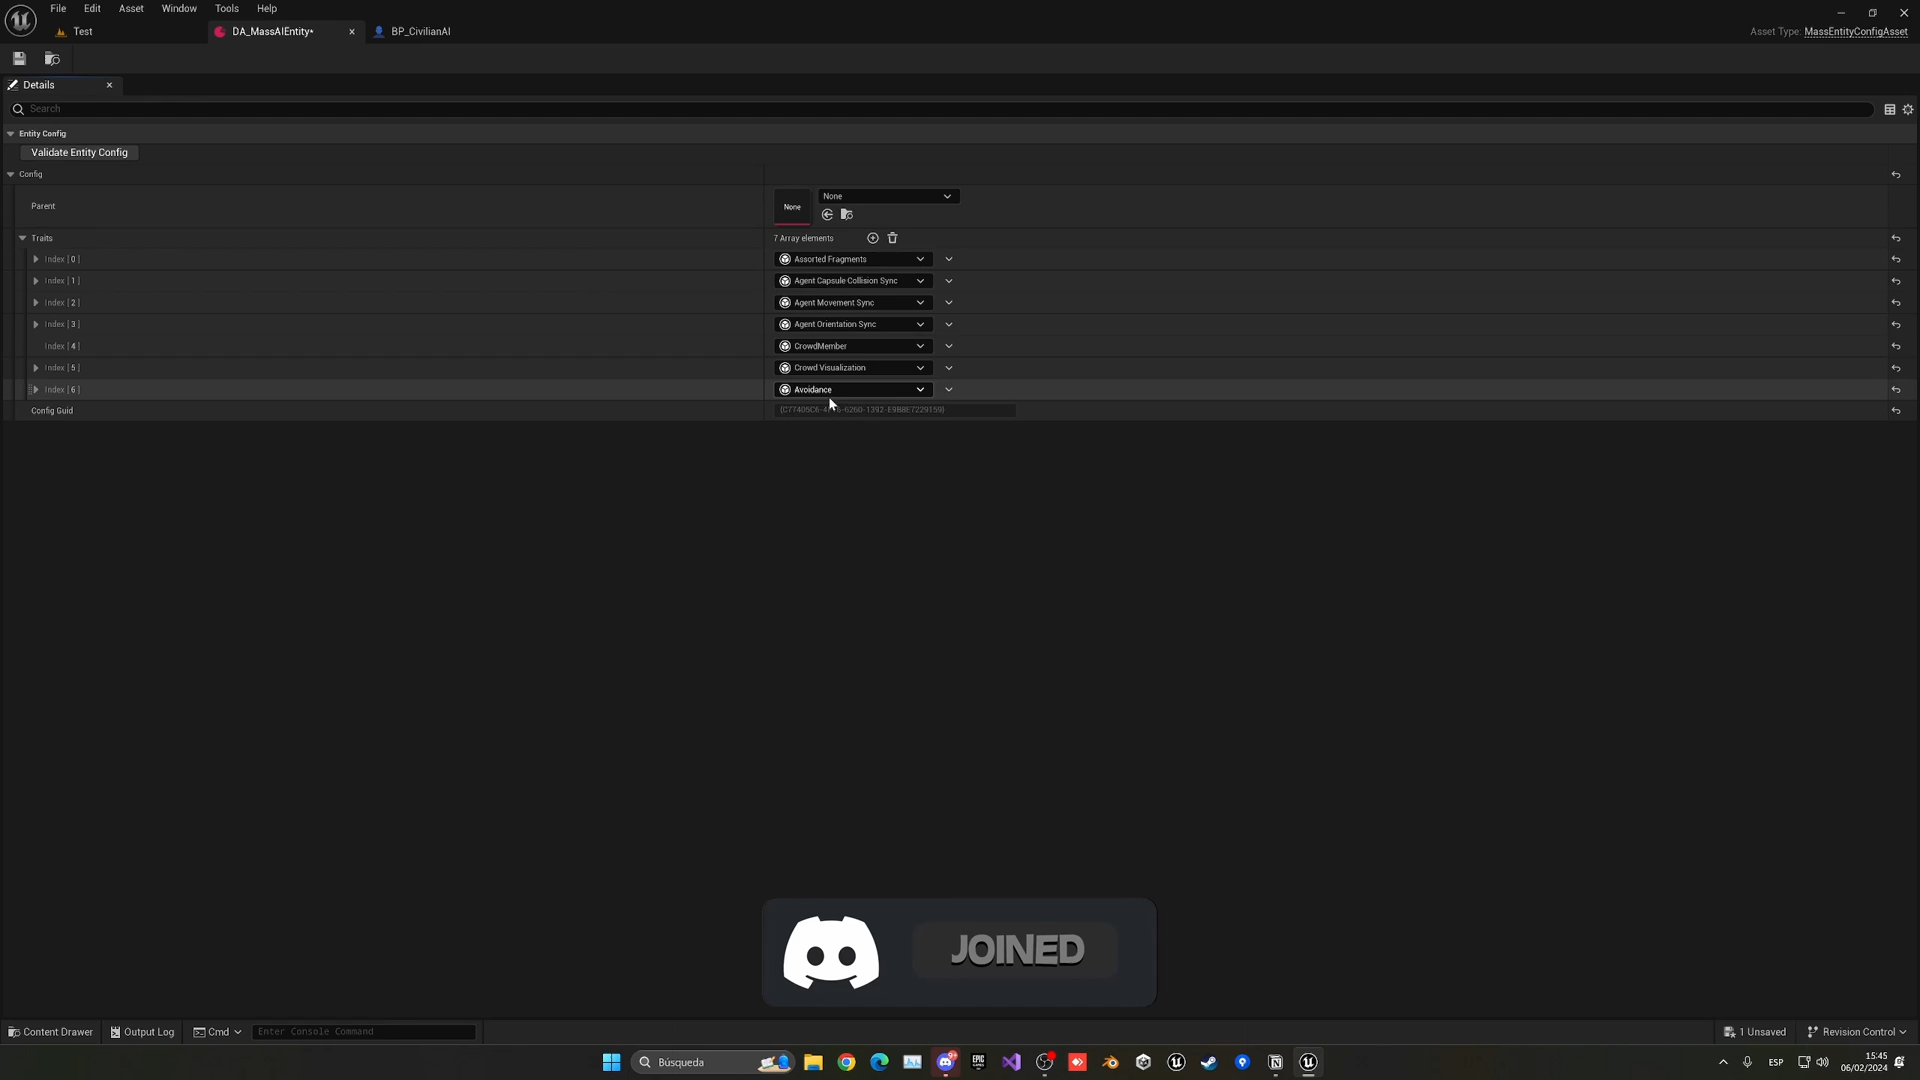 File Edit Asset Window Tools Help
Test
DA_MassAIEntity*
BP_CivilianAI
Asset Type: MassEntityConfigAsset
Details
Search
Entity Config
Validate Entity Config
Config
Parent
None
None
Traits
7 Array elements
Index [ 0 ]
Assorted Fragments
Index [ 1 ]
Agent Capsule Collision Sync
Index [ 2 ]
Agent Movement Sync
Index [ 3 ]
Agent Orientation Sync
Index [ 4 ]
CrowdMember
Index [ 5 ]
Crowd Visualization
Index [ 6 ]
Avoidance
Config Guid
JOINED
Content Drawer
Output Log
Cmd
Enter Console Command
1 Unsaved
Revision Control
Búsqueda
ESP
15:45
06/02/2024